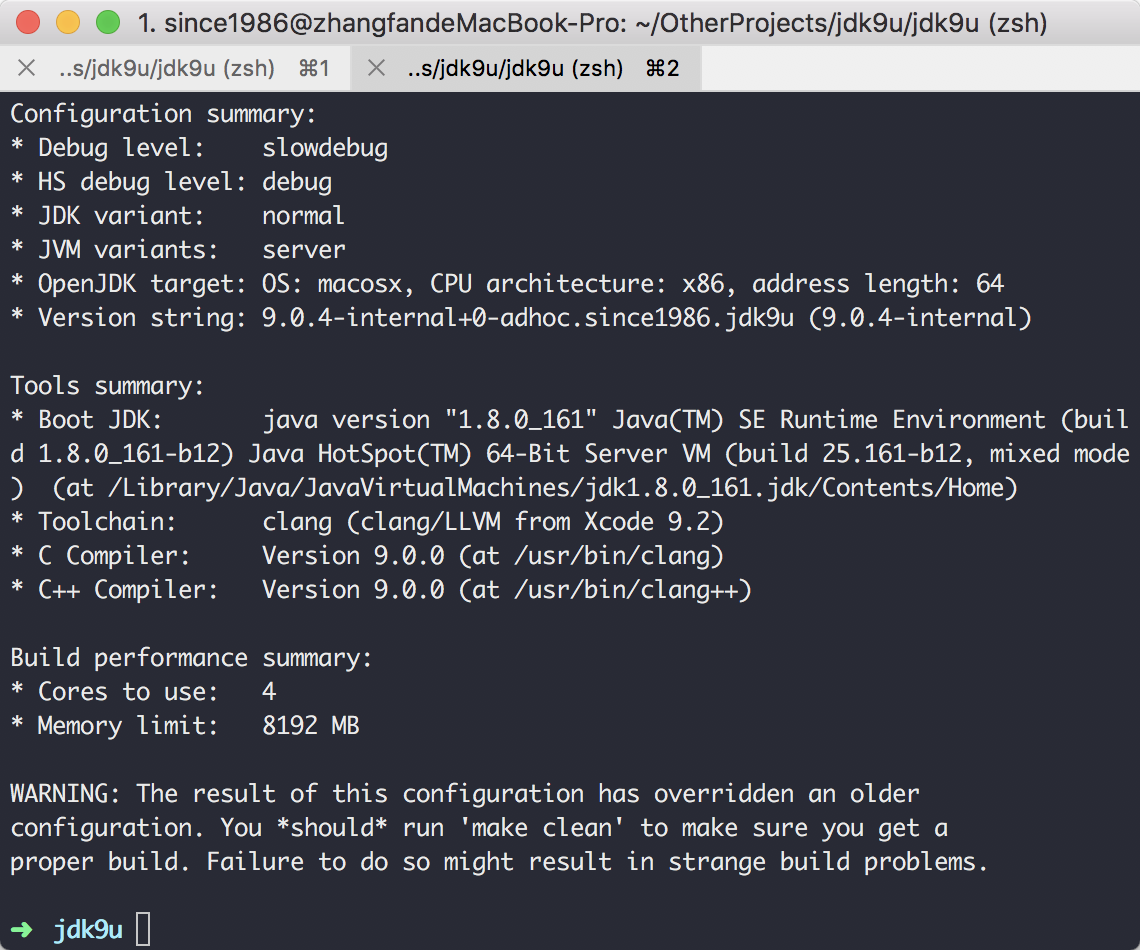 1. since1986@zhangfandeMacBook-Pro: ~/OtherProjects/jdk9u/jdk9u (zsh)
..s/jdk9u/jdk9u (zsh) ⌘1 ..s/jdk9u/jdk9u (zsh) ⌘2
Configuration summary:
* Debug level:    slowdebug
* HS debug level: debug
* JDK variant:    normal
* JVM variants:   server
* OpenJDK target: OS: macosx, CPU architecture: x86, address length: 64
* Version string: 9.0.4-internal+0-adhoc.since1986.jdk9u (9.0.4-internal)

Tools summary:
* Boot JDK:       java version "1.8.0_161" Java(TM) SE Runtime Environment (buil
d 1.8.0_161-b12) Java HotSpot(TM) 64-Bit Server VM (build 25.161-b12, mixed mode
)  (at /Library/Java/JavaVirtualMachines/jdk1.8.0_161.jdk/Contents/Home)
* Toolchain:      clang (clang/LLVM from Xcode 9.2)
* C Compiler:     Version 9.0.0 (at /usr/bin/clang)
* C++ Compiler:   Version 9.0.0 (at /usr/bin/clang++)

Build performance summary:
* Cores to use:   4
* Memory limit:   8192 MB

WARNING: The result of this configuration has overridden an older
configuration. You *should* run 'make clean' to make sure you get a
proper build. Failure to do so might result in strange build problems.

➜  jdk9u